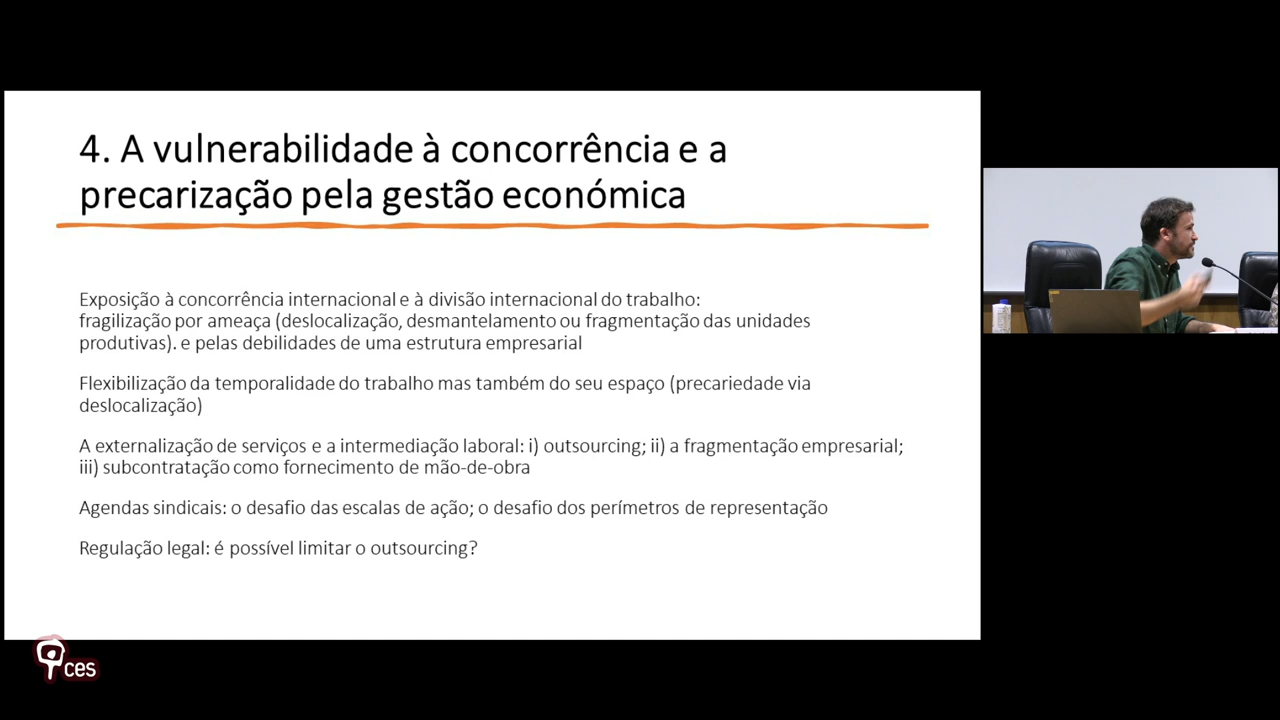 4. A vulnerabilidade à concorrência e a
precarização pela gestão económica
Exposição à concorrência internacional e à divisão internacional do trabalho:
fragilização por ameaça (deslocalização, desmantelamento ou fragmentação das unidades
produtivas). e pelas debilidades de uma estrutura empresarial
Flexibilização da temporalidade do trabalho mas também do seu espaço (precariedade via
deslocalização)
A externalização de serviços e a intermediação laboral: i) outsourcing; ii) a fragmentação empresarial;
iii) subcontratação como fornecimento de mão-de-obra
Agendas sindicais: o desafio das escalas de ação; o desafio dos perímetros de representação
Regulação legal: é possível limitar o outsourcing?
ces